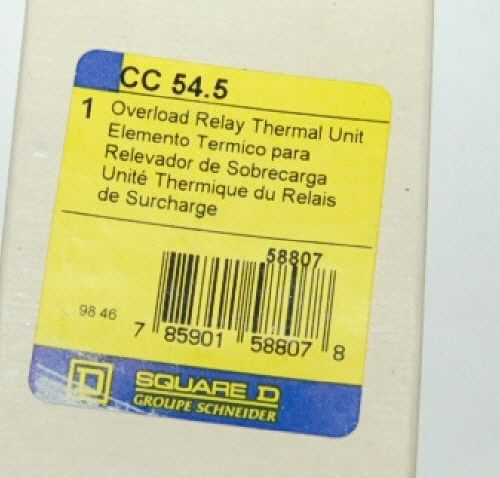 CC 54.5
1 Overload Relay Thermal Unit
Elemento Termico para
Relevador de Sobrecarga
Unité Thermique du Relais
de Surcharge
58807
98 46
7 85901 58807 8
SQUARE D
GROUPE SCHNEIDER